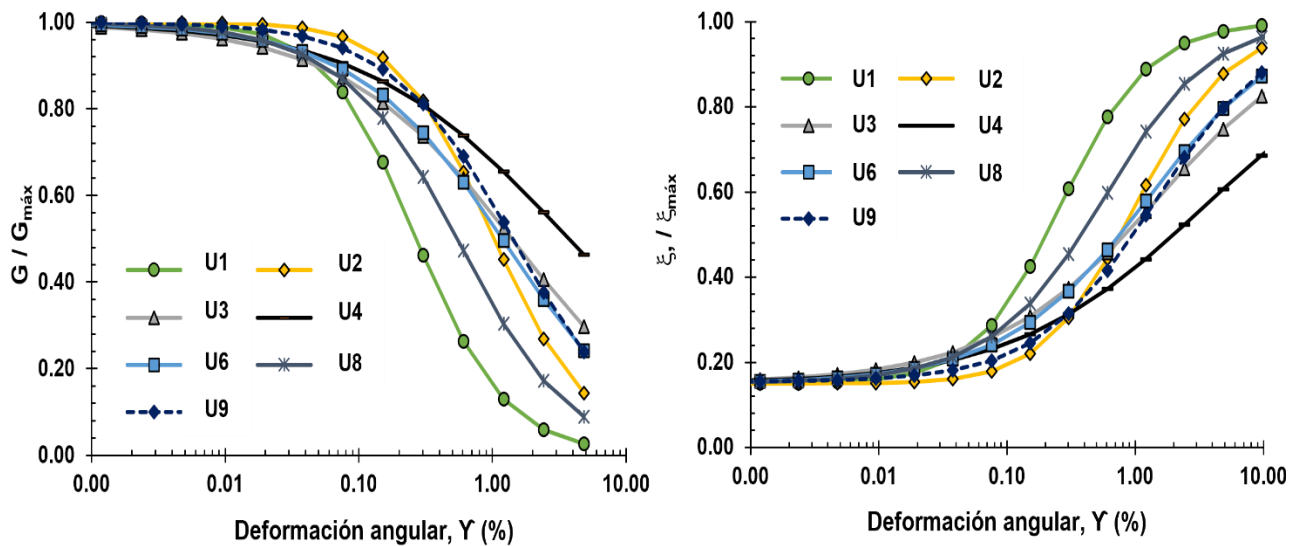 1.00
0.80
0.60
0.40
0.20
0.00
G / Gmáx
U1 U2
U3 U4
U6 U8
U9
0.00 0.01 0.10 1.00 10.00
Deformación angular, ϒ (%)
1.00
0.80
0.60
0.40
0.20
0.00
ξ, / ξmáx
U1 U2
U3 U4
U6 U8
U9
0.00 0.01 0.10 1.00 10.00
Deformación angular, ϒ (%)